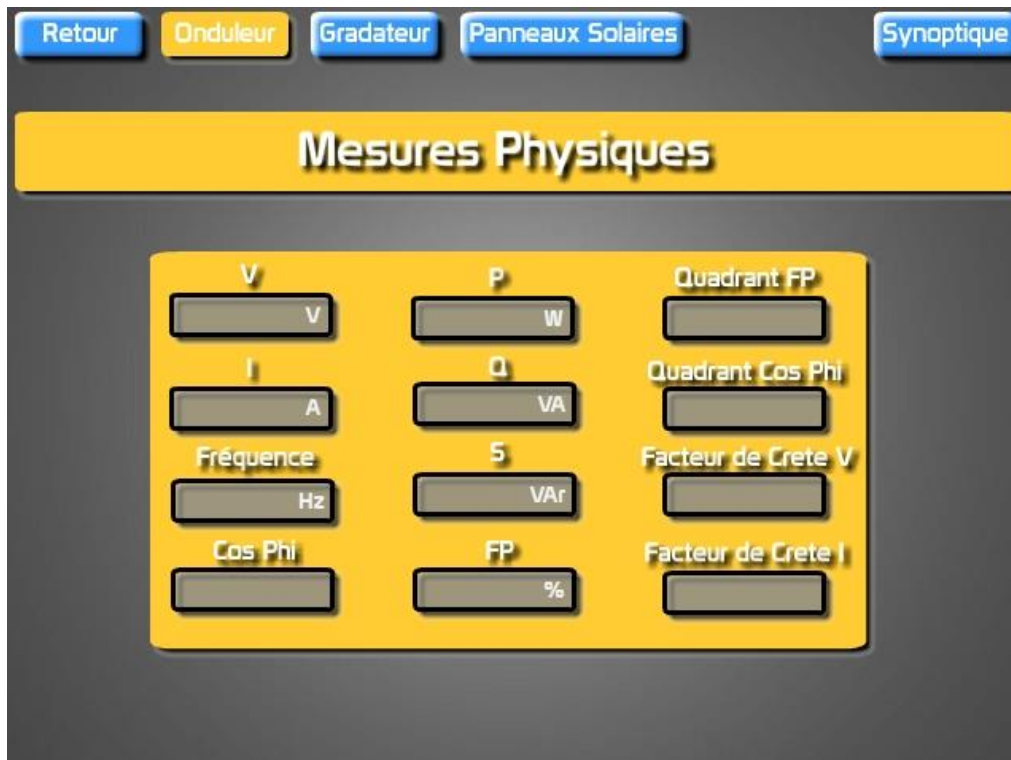 Retour Onduleur Gradateur Panneaux Solaires Synoptique
Mesures Physiques
V P Quadrant FP
V W
I Q Quadrant Cos Phi
A VA
Fréquence S Facteur de Crete V
Hz VAr
Cos Phi FP Facteur de Crete I
%